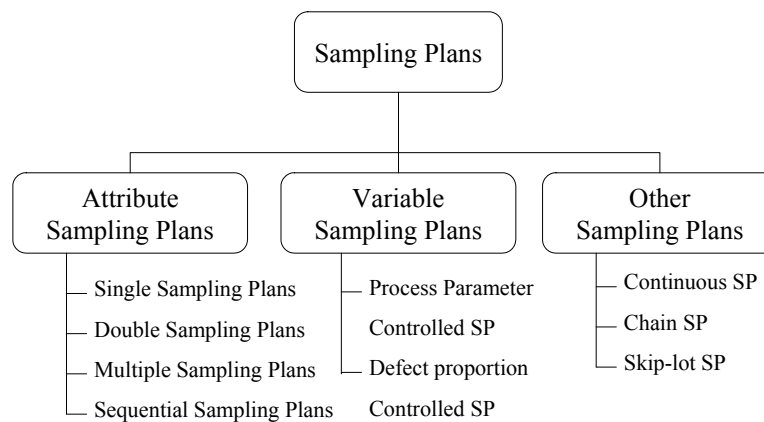 Sampling Plans
Attribute
Sampling Plans
Variable
Sampling Plans
Other
Sampling Plans
Single Sampling Plans
Double Sampling Plans
Multiple Sampling Plans
Sequential Sampling Plans
Process Parameter
Controlled SP
Defect proportion
Controlled SP
Continuous SP
Chain SP
Skip-lot SP